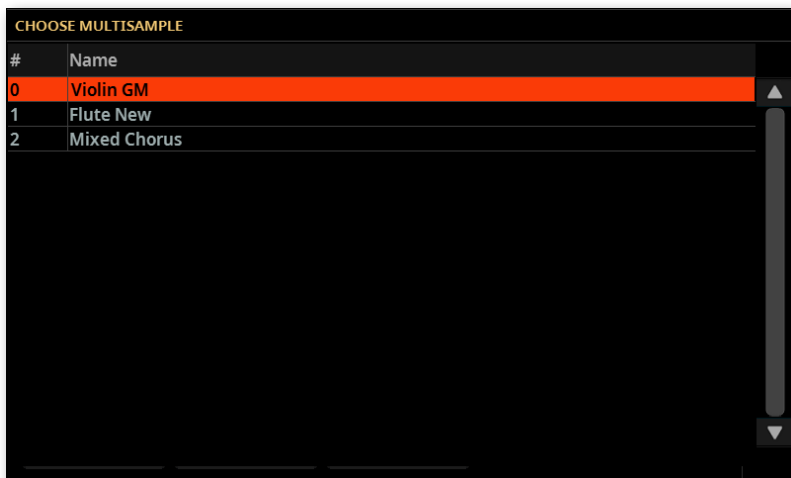 CHOOSE MULTISAMPLE
# Name
0 Violin GM
1 Flute New
2 Mixed Chorus